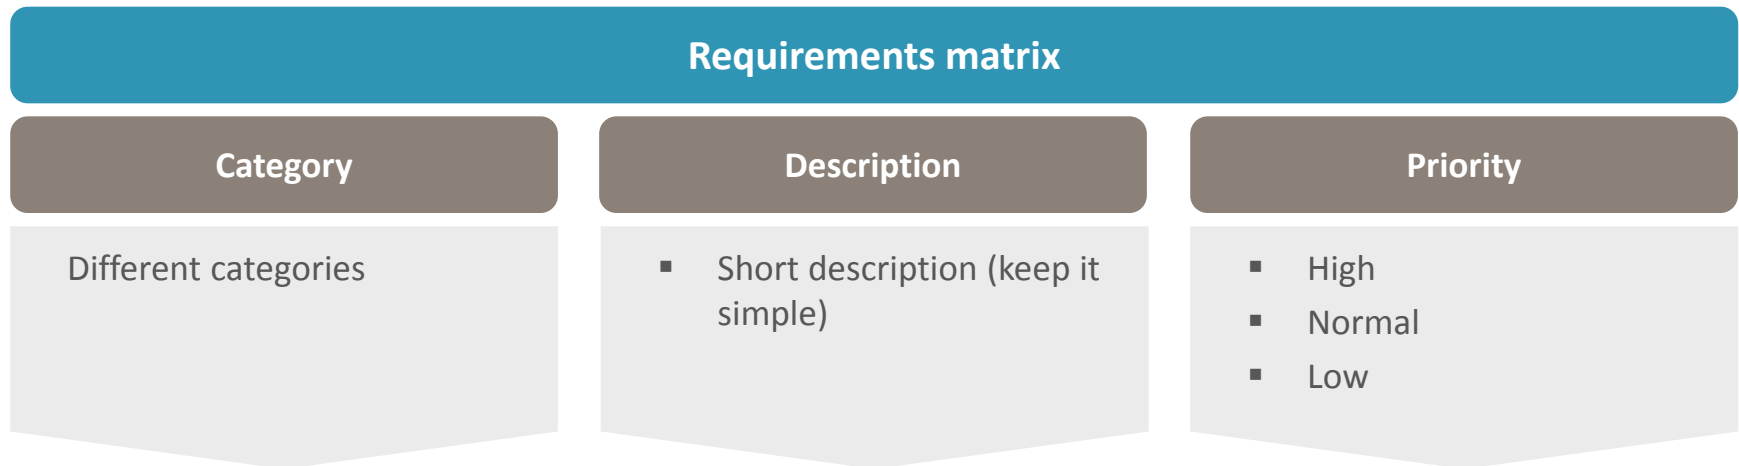 Requirements matrix
Category
Description
Priority
Different categories
▪ Short description (keep it
simple)
▪ High
▪ Normal
▪ Low